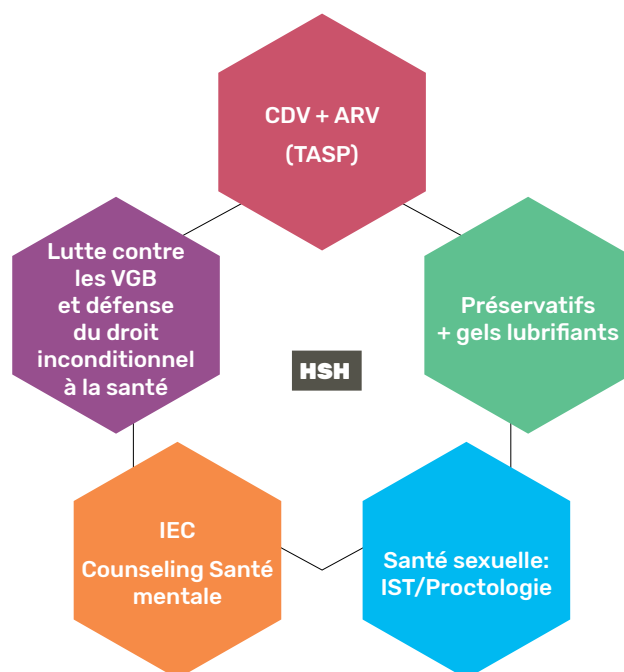 CDV + ARV
(TASP)
Lutte contre
les VGB
et défense
du droit
inconditionnel
à la santé
Préservatifs
+ gels lubrifiants
HSH
IEC
Counseling Santé
mentale
Santé sexuelle:
IST/Proctologie